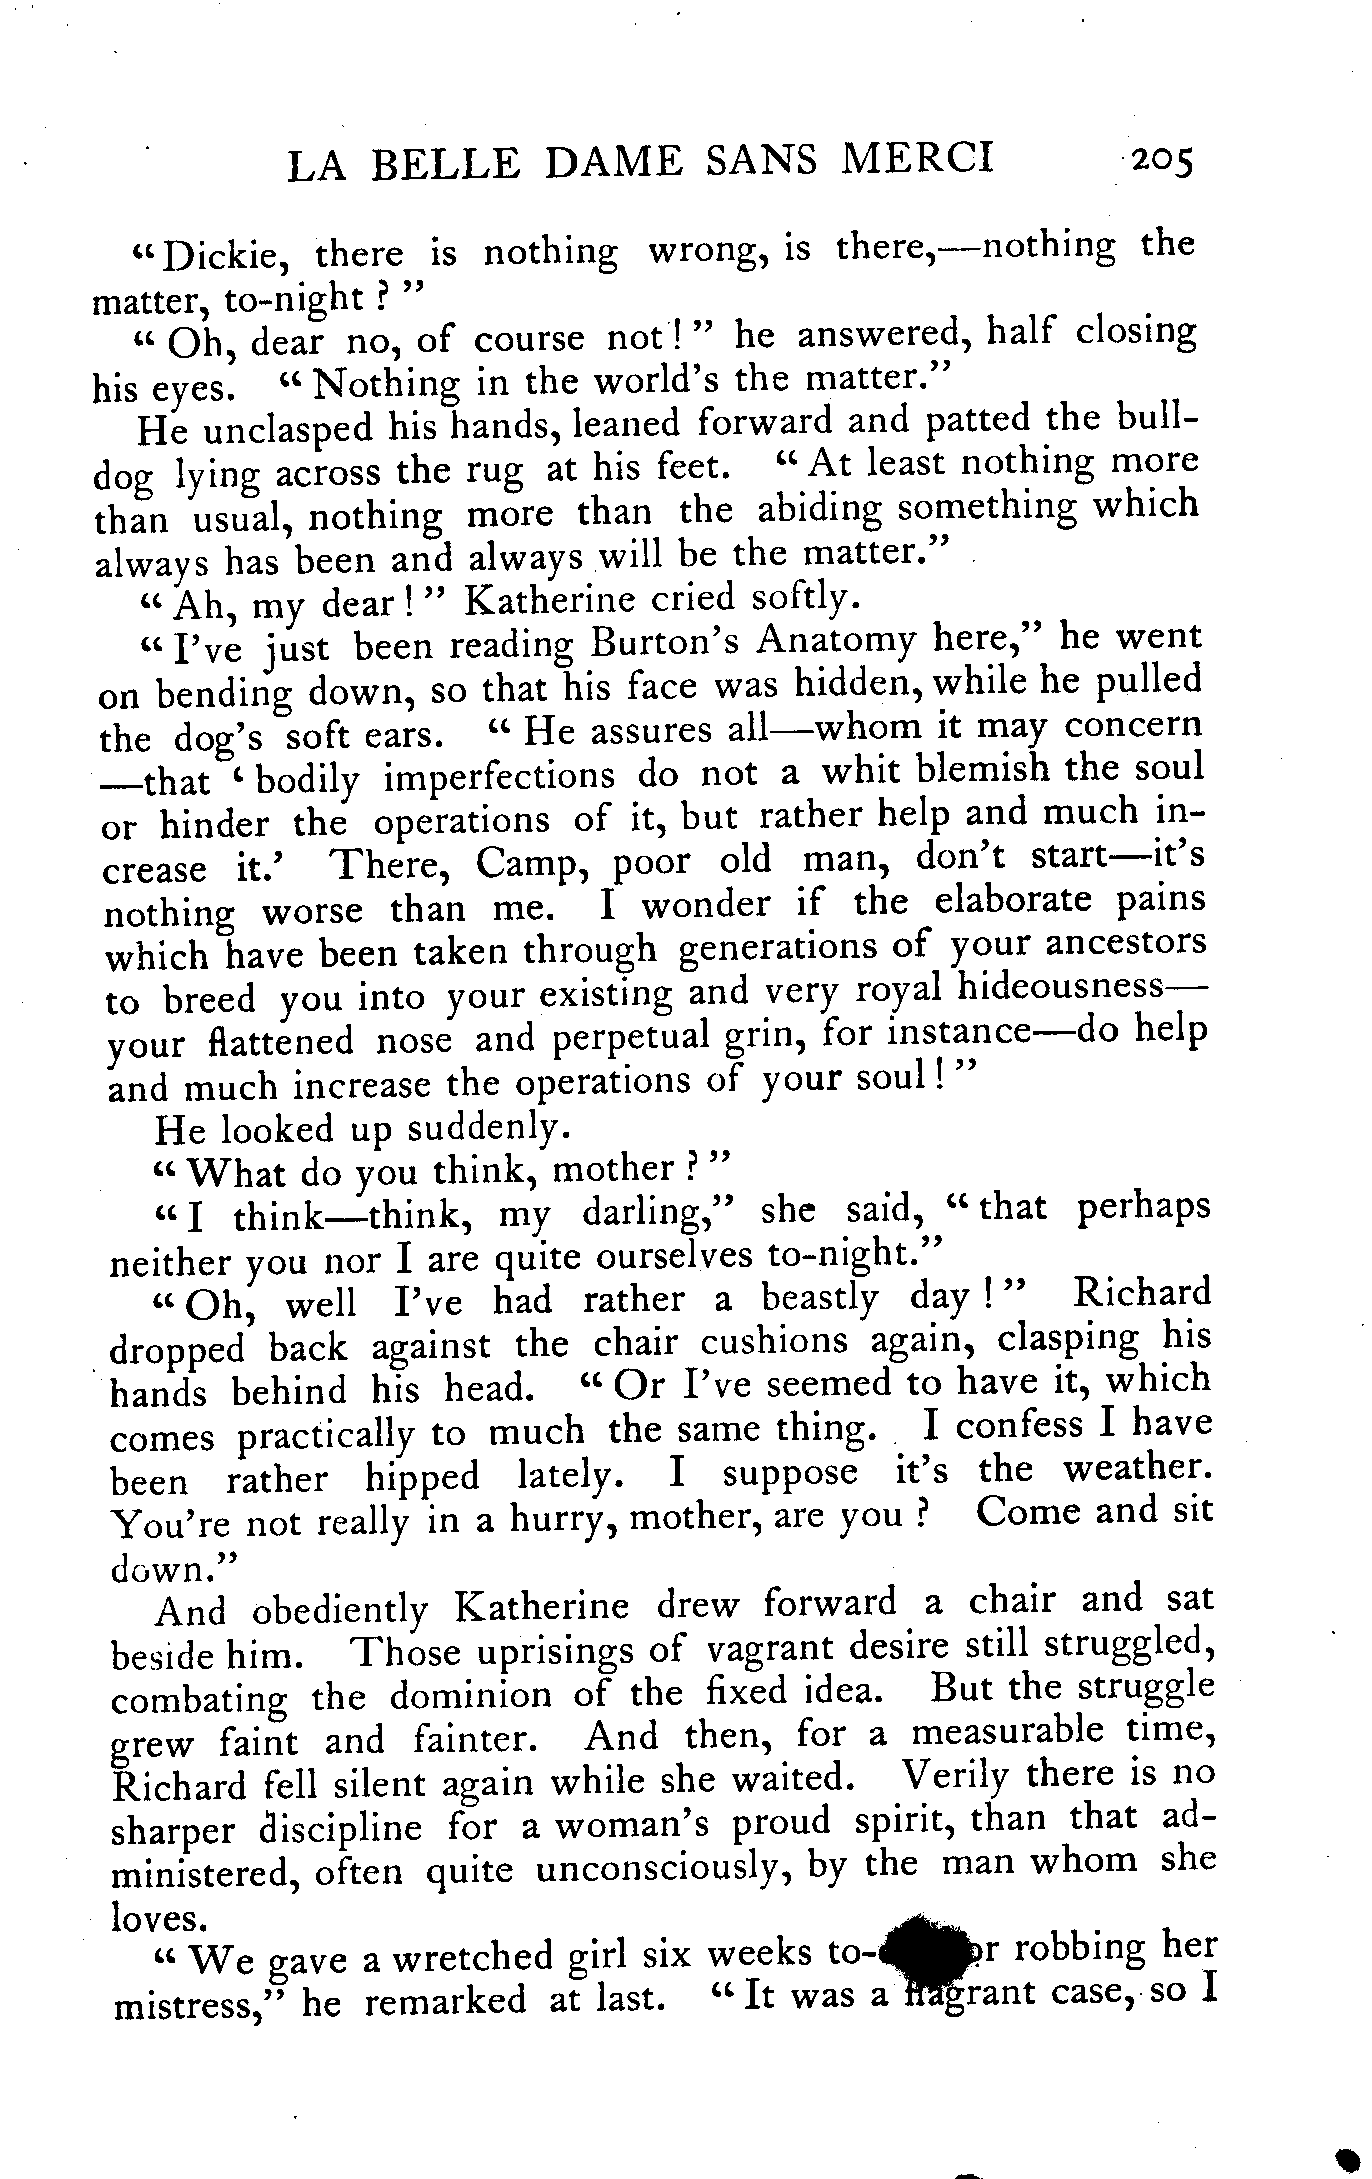 LA BELLE DAME SANS MERCI 205
“Dickie, there is nothing wrong, is there,—nothing the
matter, to-night ? ”
“ Oh, dear no, of course not ! ” he answered, half closing
his eyes. “ Nothing in the world’s the matter.”
He unclasped his hands, leaned forward and patted the bull-
dog lying across the rug at his feet. “ At least nothing more
than usual, nothing more than the abiding something which
always has been and always will be the matter.”
“ Ah, my dear ! ” Katherine cried softly.
“ I’ve just been reading Burton’s Anatomy here,” he went
on bending down, so that his face was hidden, while he pulled
the dog’s soft ears. “ He assures all—whom it may concern
—that ‘ bodily imperfections do not a whit blemish the soul
or hinder the operations of it, but rather help and much in-
crease it.’ There, Camp, poor old man, don’t start—it’s
nothing worse than me. I wonder if the elaborate pains
which have been taken through generations of your ancestors
to breed you into your existing and very royal hideousness—
your flattened nose and perpetual grin, for instance—do help
and much increase the operations of your soul ! ”
He looked up suddenly.
“ What do you think, mother ? ”
“ I think—think, my darling,” she said, “ that perhaps
neither you nor I are quite ourselves to-night.”
“ Oh, well I’ve had rather a beastly day ! ” Richard
dropped back against the chair cushions again, clasping his
hands behind his head. “ Or I’ve seemed to have it, which
comes practically to much the same thing. I confess I have
been rather hipped lately. I suppose it’s the weather.
You’re not really in a hurry, mother, are you ? Come and sit
down.”
And obediently Katherine drew forward a chair and sat
beside him. Those uprisings of vagrant desire still struggled,
combating the dominion of the fixed idea. But the struggle
grew faint and fainter. And then, for a measurable time,
Richard fell silent again while she waited. Verily there is no
sharper discipline for a woman’s proud spirit, than that ad-
ministered, often quite unconsciously, by the man whom she
loves.
“ We gave a wretched girl six weeks robbing her
mistress,” he remarked at last. “ It was a flagrant case, so I